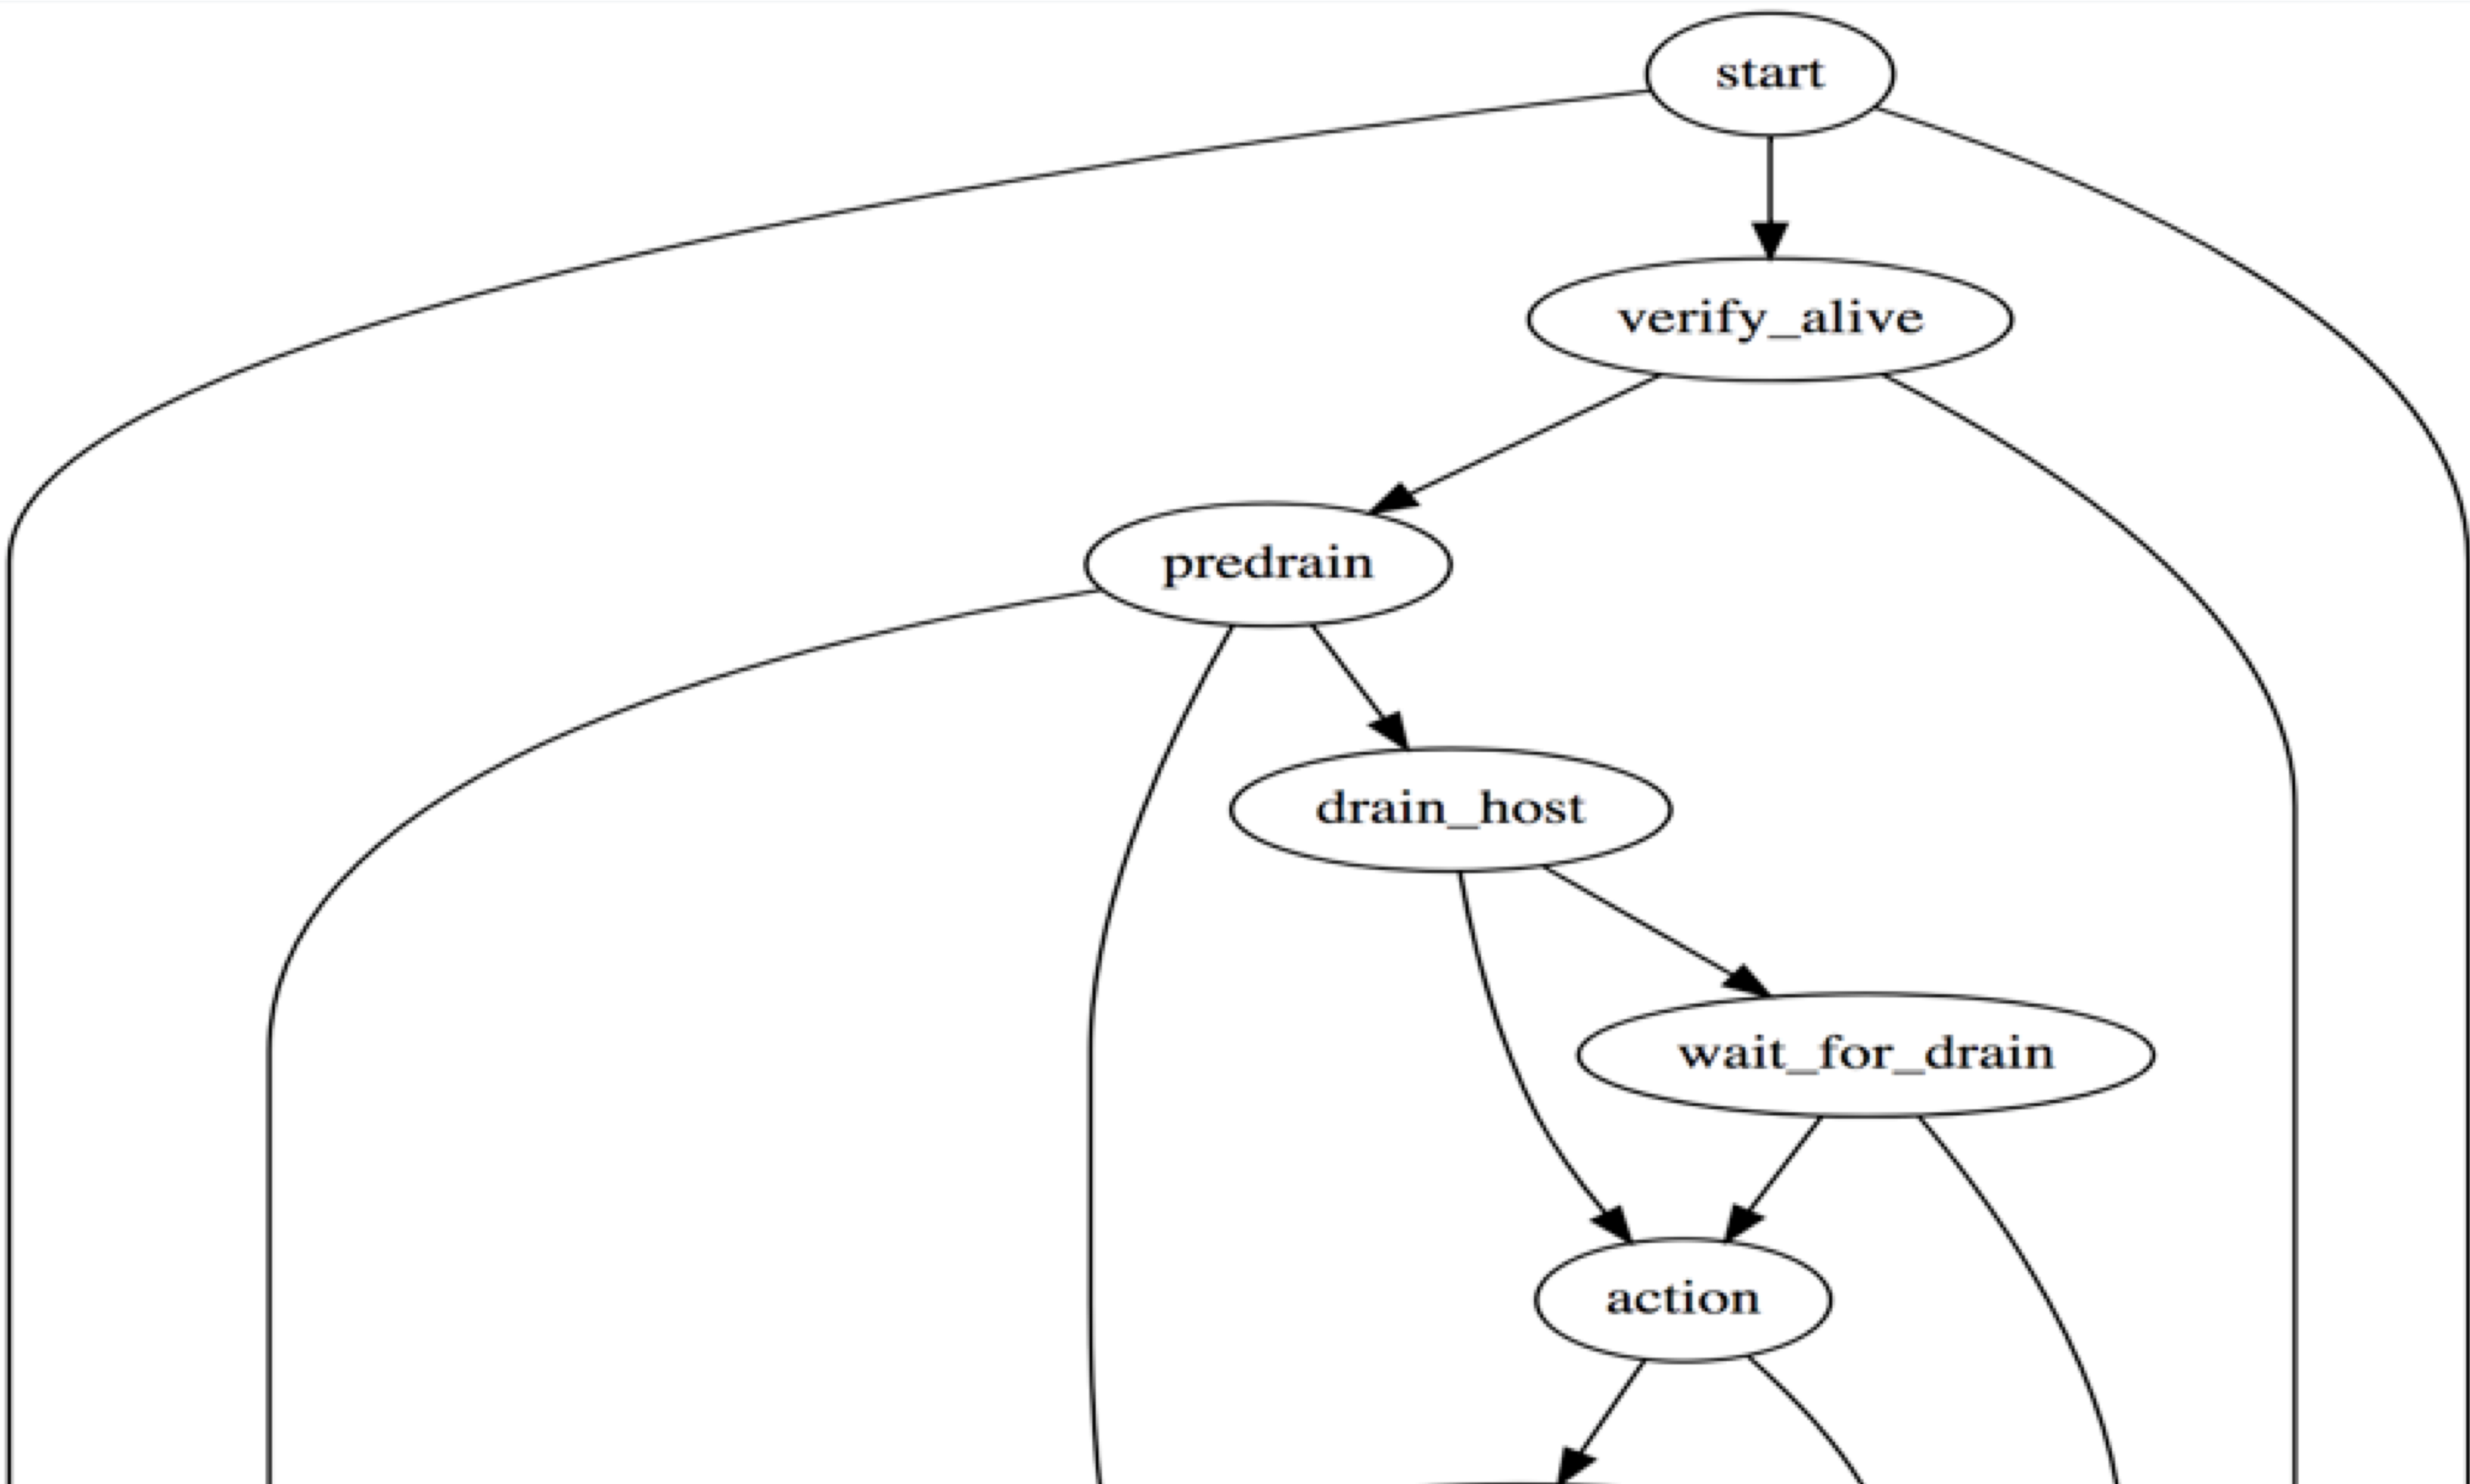 start
verify_alive
predrain
drain_host
wait_for_drain
action